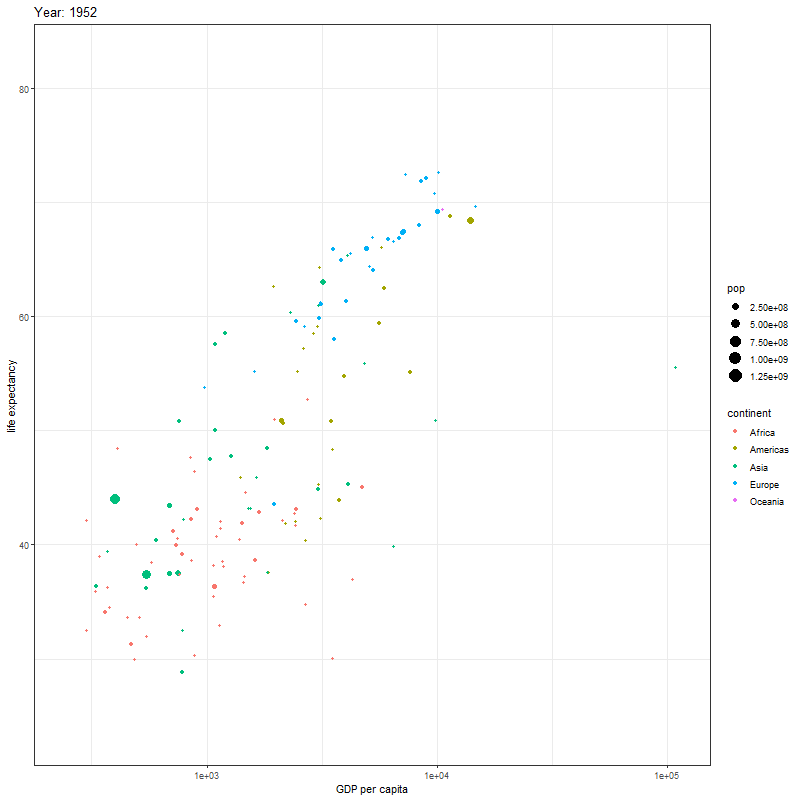 Year: 1952
80
60
40
life expectancy
1e+03
1e+04
1e+05
GDP per capita
pop
2.50e+08
5.00e+08
7.50e+08
1.00e+09
1.25e+09
continent
Africa
Americas
Asia
Europe
Oceania